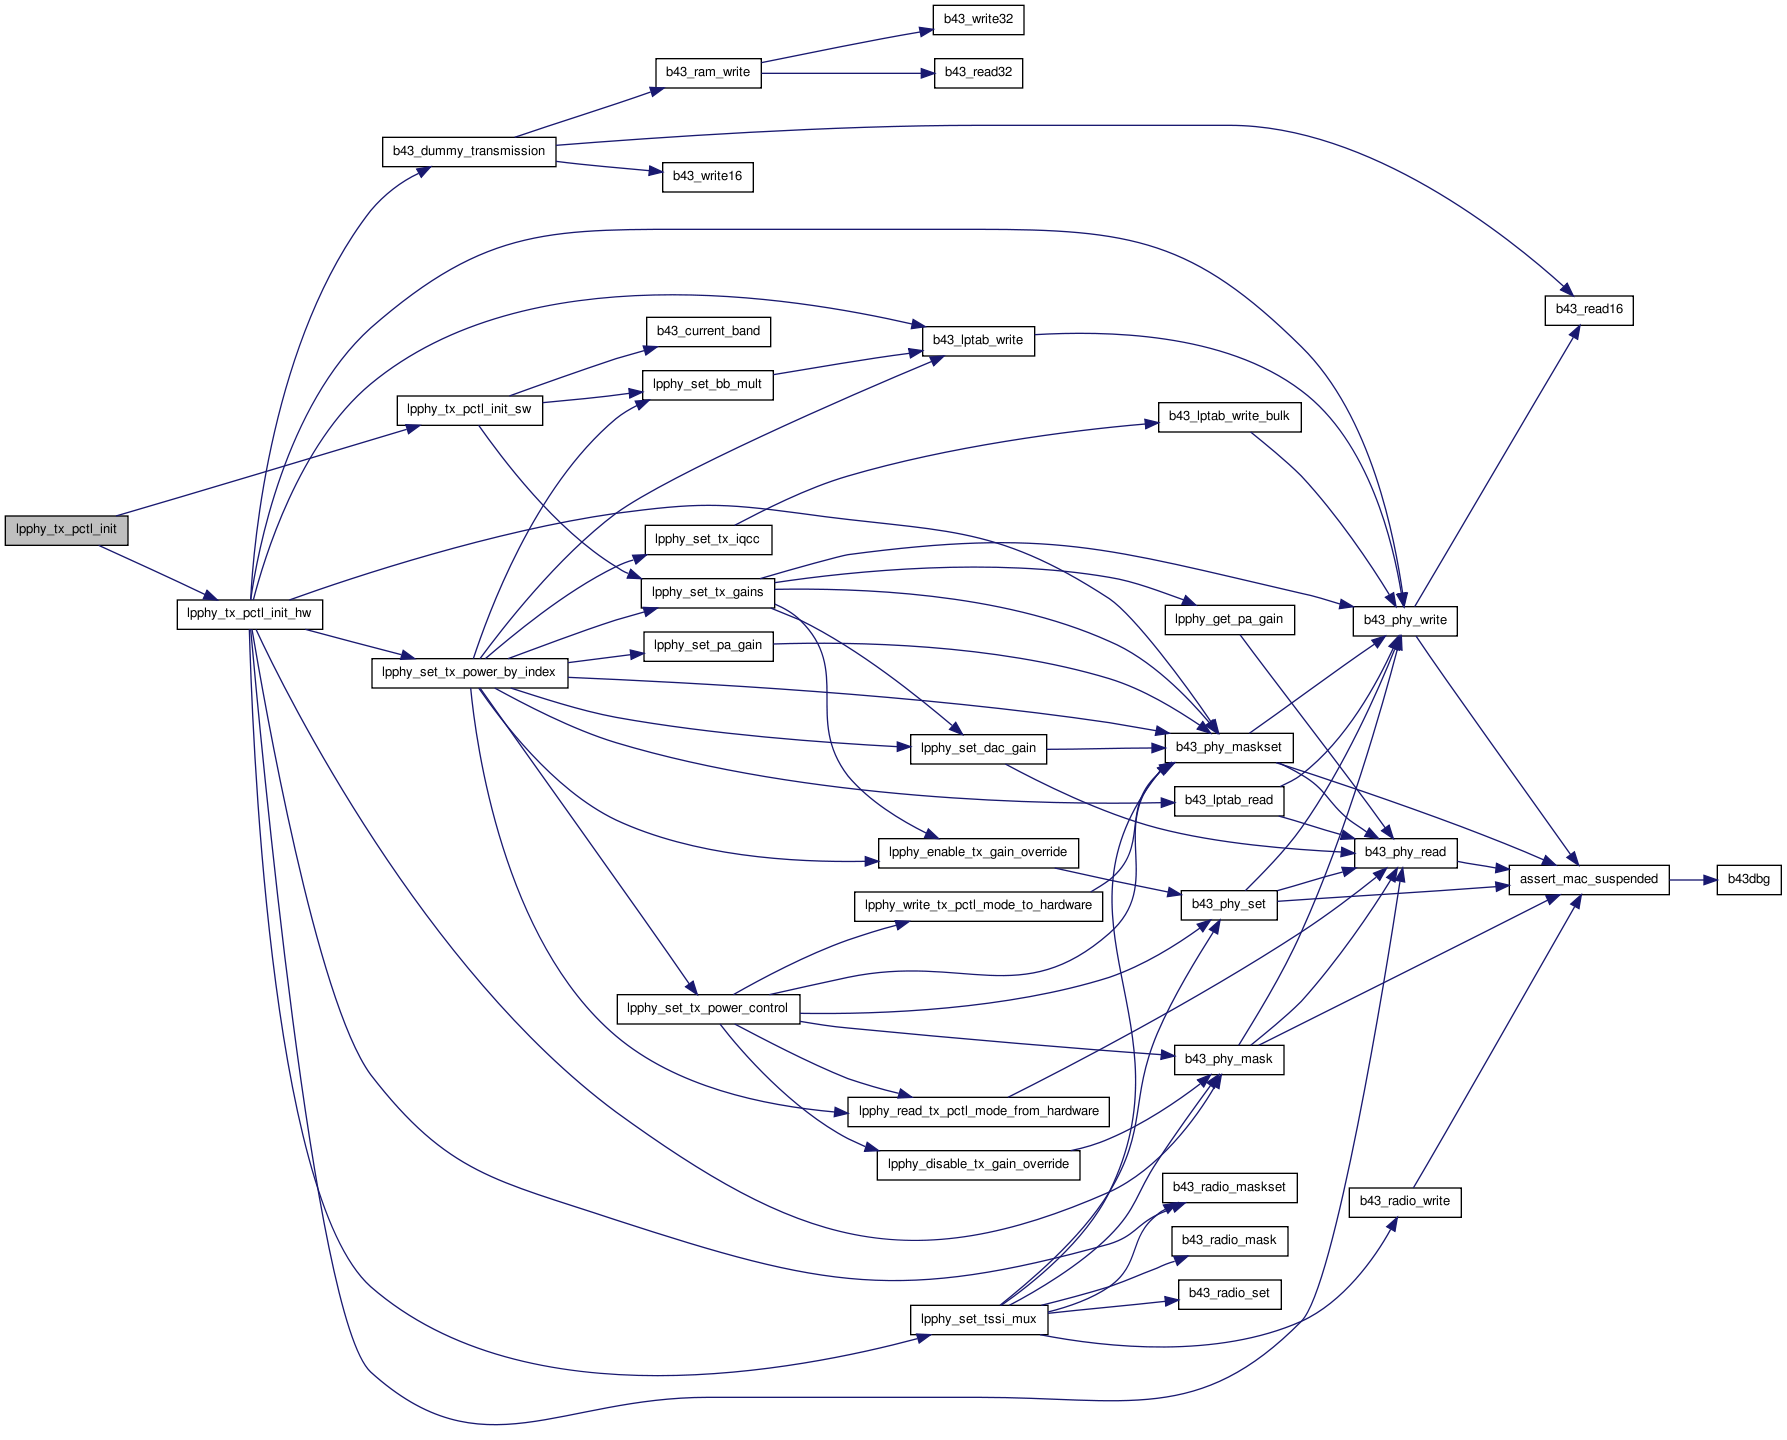 b43_write32
b43_ram_write
b43_read32
b43_dummy_transmission
b43_write16
b43_read16
b43_current_band
b43_lptab_write
lpphy_set_bb_mult
lpphy_tx_pctl_init_sw
b43_lptab_write_bulk
lpphy_tx_pctl_init
lpphy_set_tx_iqcc
lpphy_set_tx_gains
lpphy_tx_pctl_init_hw
lpphy_get_pa_gain
b43_phy_write
lpphy_set_pa_gain
lpphy_set_tx_power_by_index
lpphy_set_dac_gain
b43_phy_maskset
b43_lptab_read
lpphy_enable_tx_gain_override
b43_phy_read
assert_mac_suspended
b43dbg
lpphy_write_tx_pctl_mode_to_hardware
b43_phy_set
lpphy_set_tx_power_control
b43_phy_mask
lpphy_read_tx_pctl_mode_from_hardware
lpphy_disable_tx_gain_override
b43_radio_maskset
b43_radio_write
b43_radio_mask
b43_radio_set
lpphy_set_tssi_mux